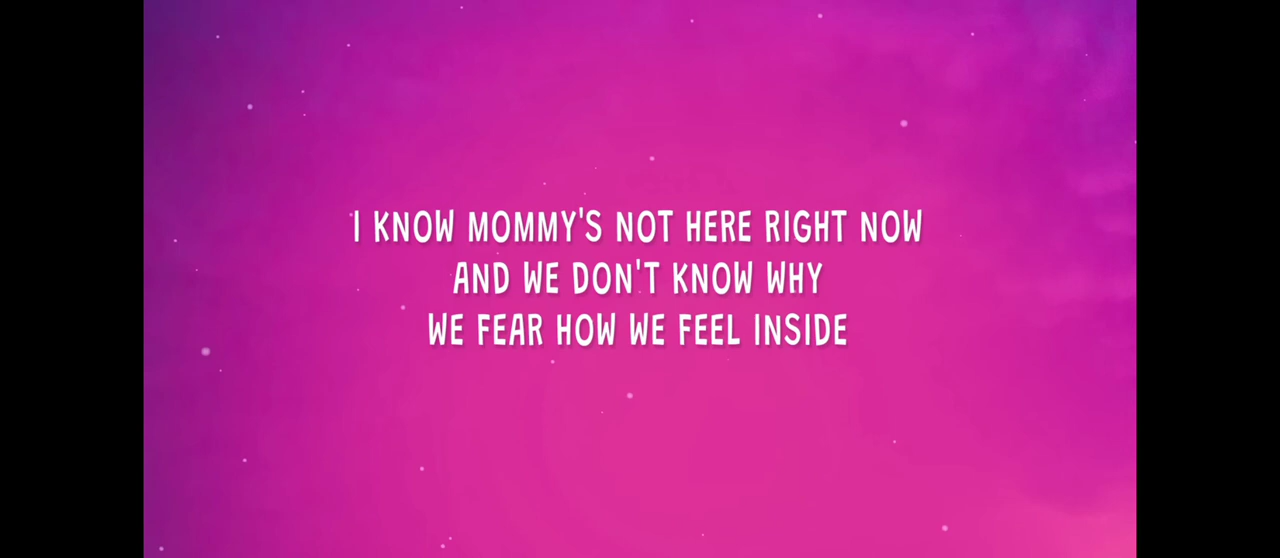 I KNOW MOMMY'S NOT HERE RIGHT NOW
AND WE DON'T KNOW WHY
WE FEAR HOW WE FEEL INSIDE